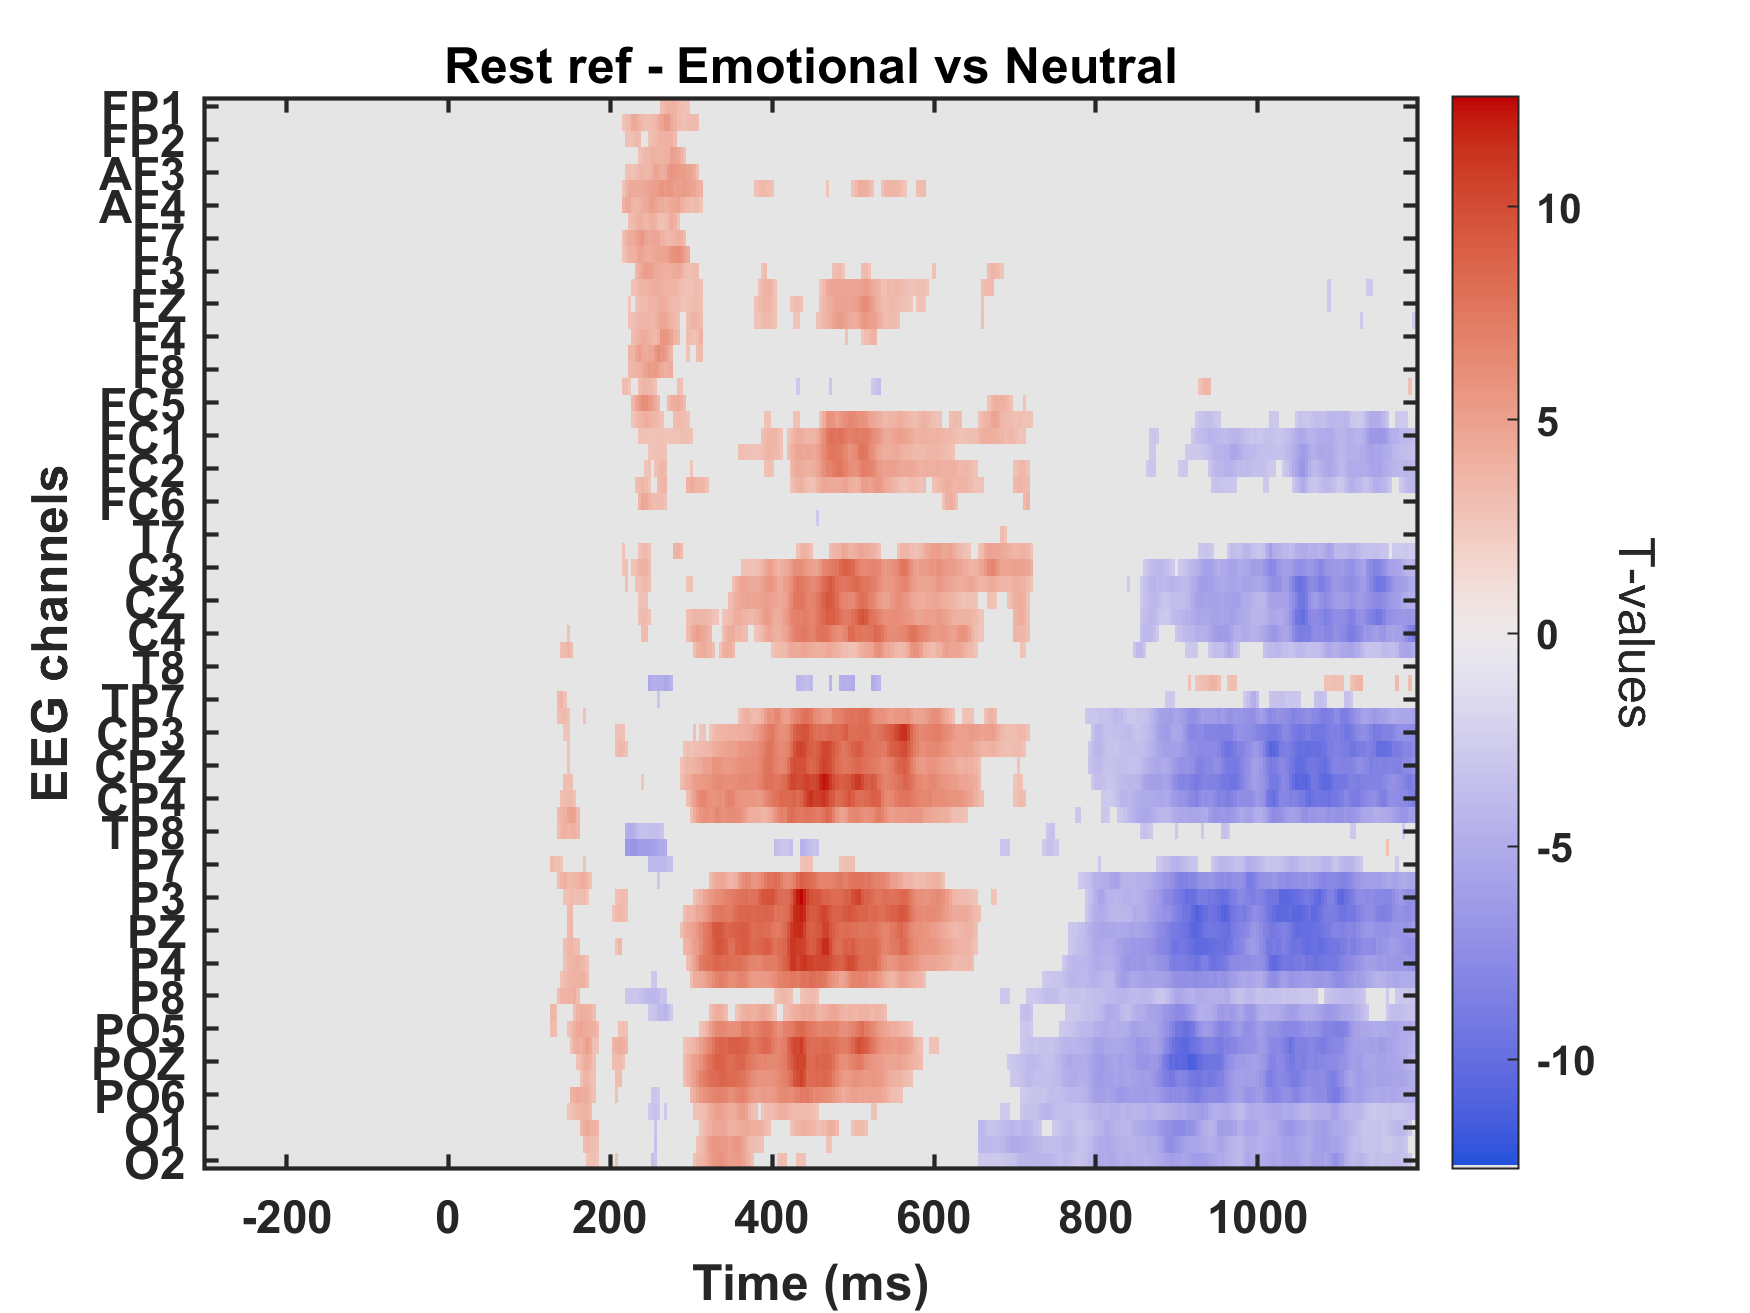 Rest ref - Emotional vs Neutral
FP1
FP2
AF3
AF4
F7
F3
FZ
F4
F8
FC5
FC1
FC2
FC6
T7
C3
CZ
C4
T8
TP7
CP3
CPZ
CP4
TP8
P7
P3
PZ
P4
P8
PO5
POZ
PO6
O1
O2
EEG channels
-200 0 200 400 600 800 1000
Time (ms)
10
5
0
-5
-10
T-values